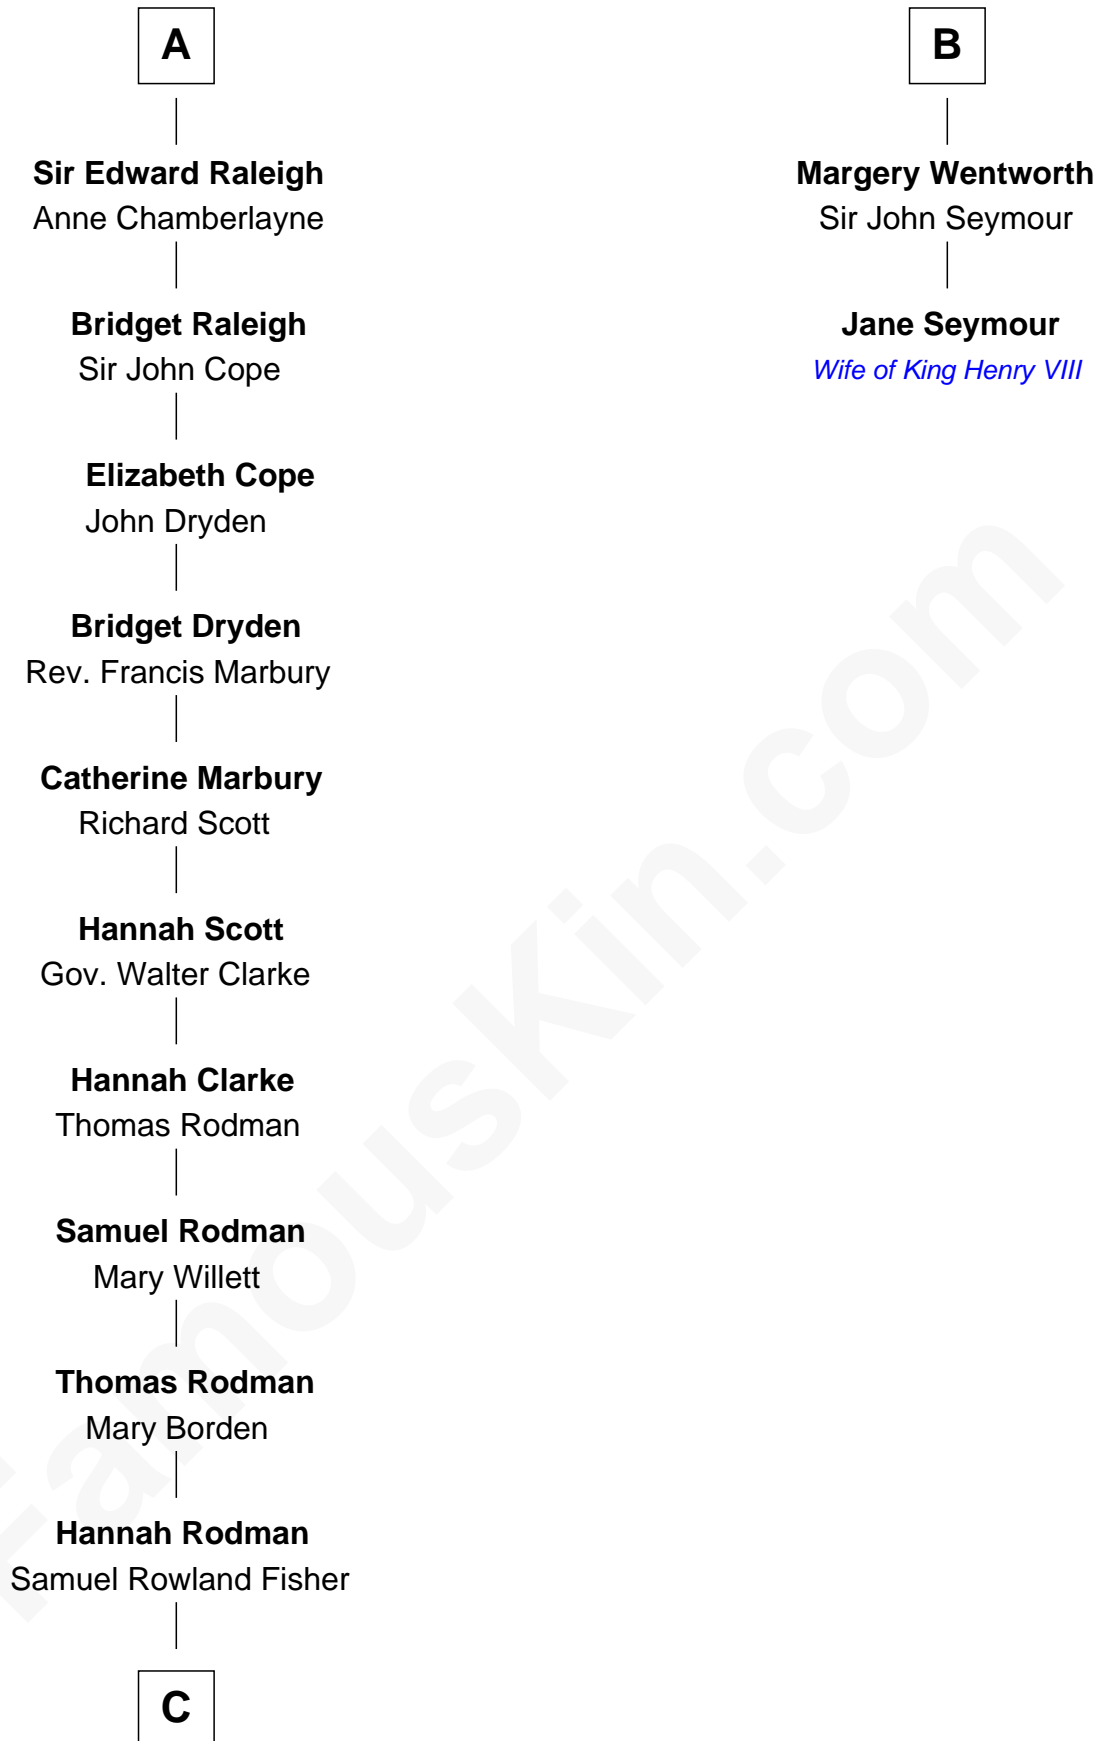 A
Sir Edward Raleigh
Anne Chamberlayne
Bridget Raleigh
Sir John Cope
Elizabeth Cope
John Dryden
Bridget Dryden
Rev. Francis Marbury
Catherine Marbury
Richard Scott
Hannah Scott
Gov. Walter Clarke
Hannah Clarke
Thomas Rodman
Samuel Rodman
Mary Willett
Thomas Rodman
Mary Borden
Hannah Rodman
Samuel Rowland Fisher
C
B
Margery Wentworth
Sir John Seymour
Jane Seymour
Wife of King Henry VIII
FamousKin.com